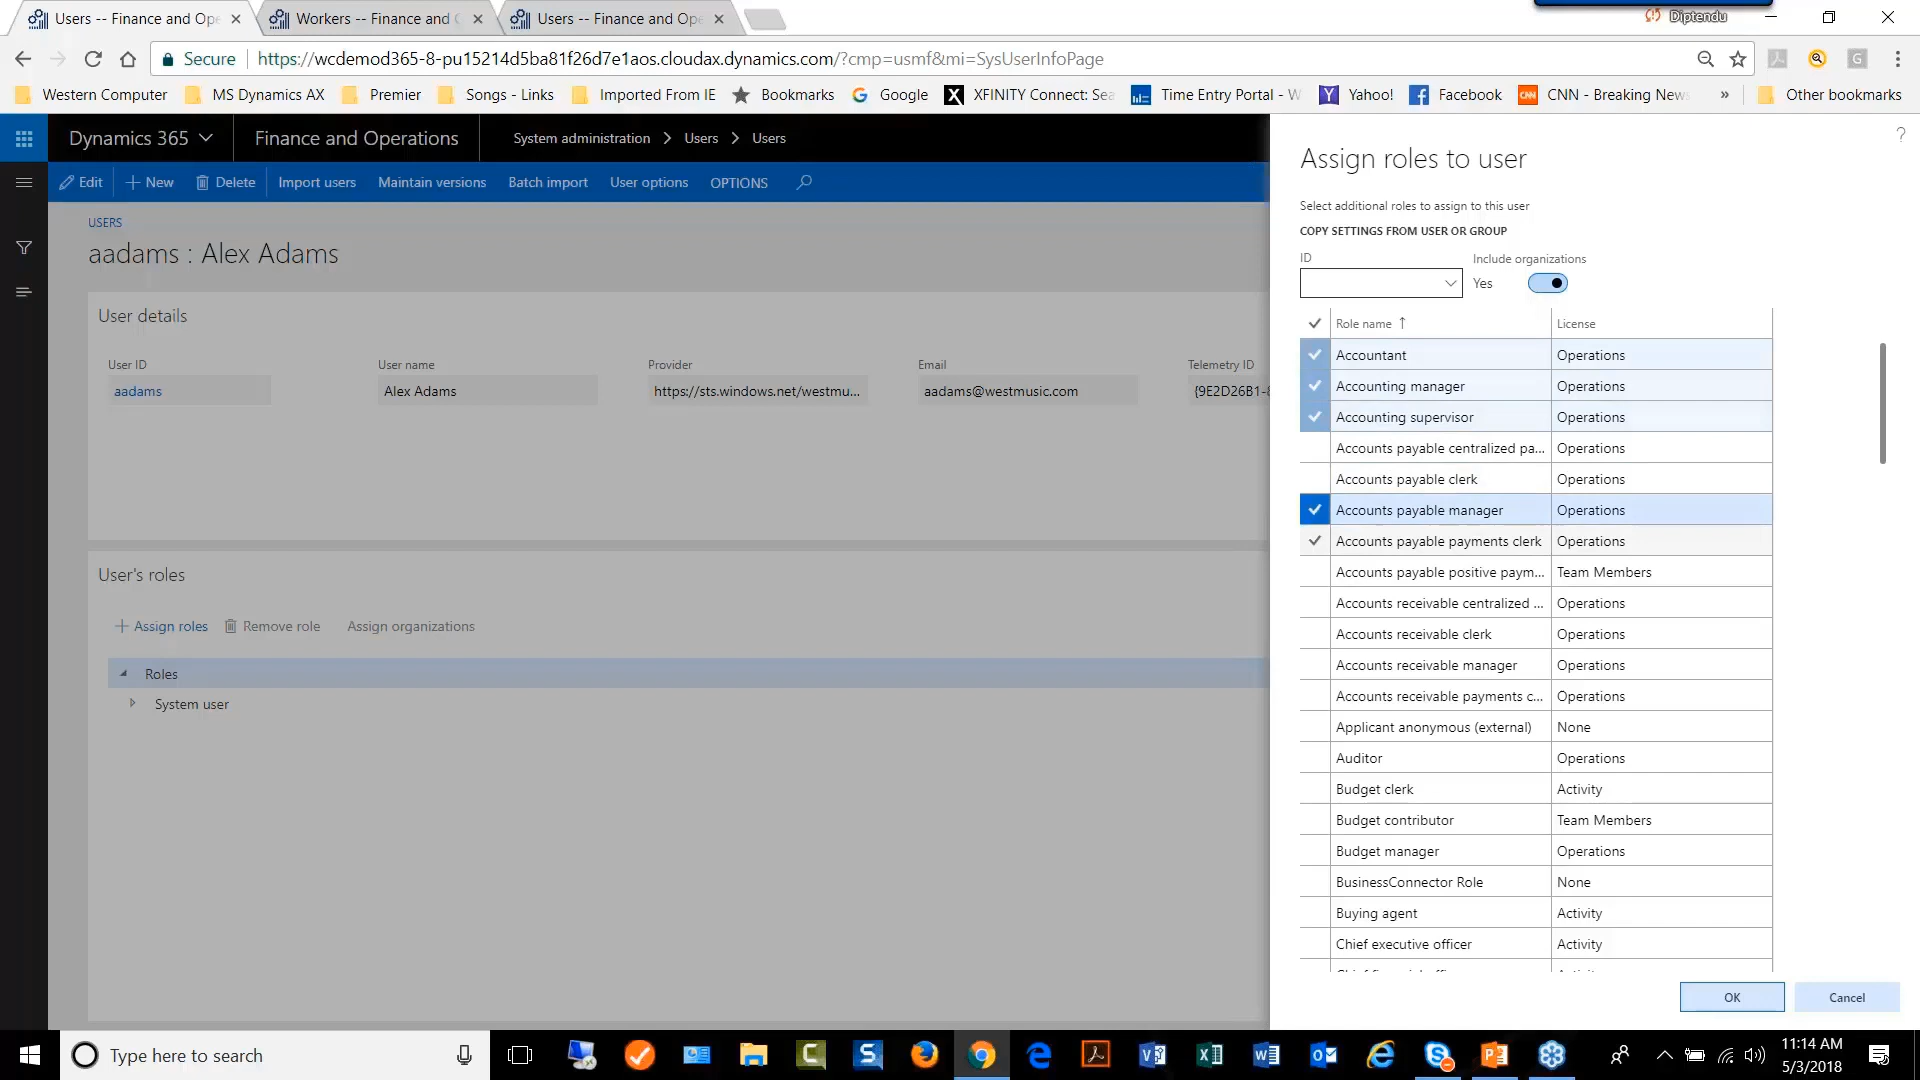 Users -- Finance and Ope
Workers -- Finance and
Users -- Finance and Ope
Diptendu
Secure
https://wcdemod365-8-pu15214d5ba81f26d7e1aos.cloudax.dynamics.com/?cmp=usmf&mi=SysUserInfoPage
Western Computer
MS Dynamics AX
Premier
Songs - Links
Imported From IE
Bookmarks
Google
XFINITY Connect: Sea
Time Entry Portal - W
Yahoo!
Facebook
CNN - Breaking News
»
Other bookmarks
Dynamics 365
Finance and Operations
System administration > Users > Users
Edit
New
Delete
Import users
Maintain versions
Batch import
User options
OPTIONS
USERS
aadams : Alex Adams
User details
User ID
User name
Provider
Email
Telemetry ID
aadams
Alex Adams
https://sts.windows.net/westmu...
aadams@westmusic.com
{9E2D26B1-
User's roles
Assign roles
Remove role
Assign organizations
Roles
System user
?
Assign roles to user
Select additional roles to assign to this user
COPY SETTINGS FROM USER OR GROUP
ID
Include organizations
Yes
Role name ↑ License
Accountant Operations
Accounting manager Operations
Accounting supervisor Operations
Accounts payable centralized pa... Operations
Accounts payable clerk Operations
Accounts payable manager Operations
Accounts payable payments clerk Operations
Accounts payable positive paym... Team Members
Accounts receivable centralized ... Operations
Accounts receivable clerk Operations
Accounts receivable manager Operations
Accounts receivable payments c... Operations
Applicant anonymous (external) None
Auditor Operations
Budget clerk Activity
Budget contributor Team Members
Budget manager Operations
BusinessConnector Role None
Buying agent Activity
Chief executive officer Activity
OK
Cancel
Type here to search
11:14 AM
5/3/2018